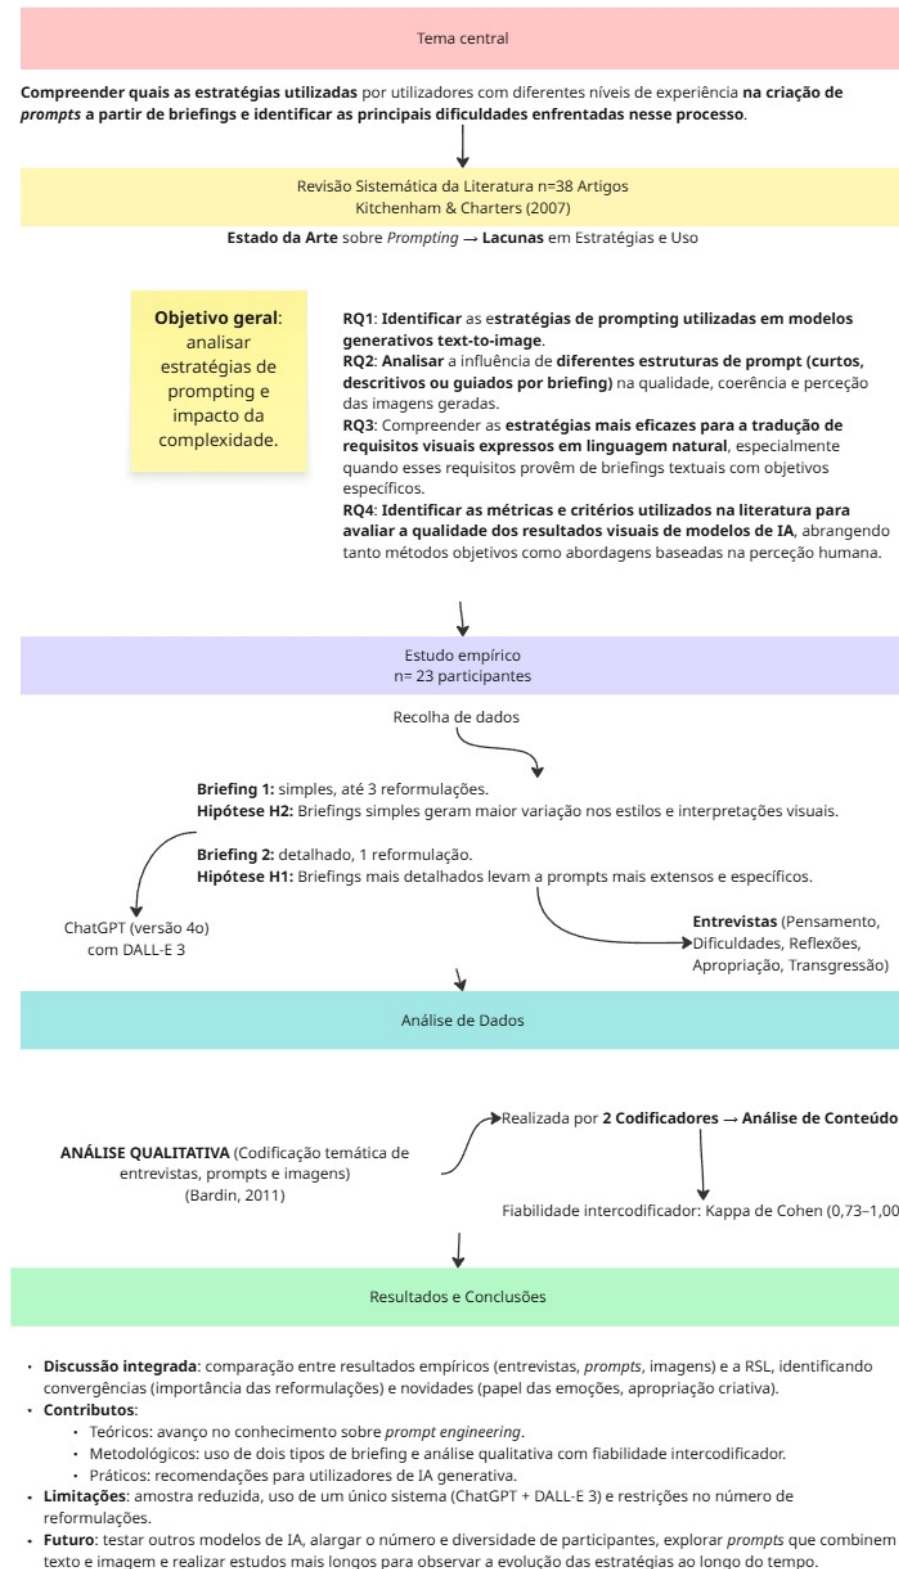 Tema central
Compreender quais as estratégias utilizadas por utilizadores com diferentes níveis de experiência na criação de
prompts a partir de briefings e identificar as principais dificuldades enfrentadas nesse processo.
Revisão Sistemática da Literatura n=38 Artigos
Kitchenham & Charters (2007)
Estado da Arte sobre Prompting → Lacunas em Estratégias e Uso
Objetivo geral:
analisar
estratégias de
prompting e
impacto da
complexidade.
RQ1: Identificar as estratégias de prompting utilizadas em modelos
generativos text-to-image.
RQ2: Analisar a influência de diferentes estruturas de prompt (curtos,
descritivos ou guiados por briefing) na qualidade, coerência e perceção
das imagens geradas.
RQ3: Compreender as estratégias mais eficazes para a tradução de
requisitos visuais expressos em linguagem natural, especialmente
quando esses requisitos provêm de briefings textuais com objetivos
específicos.
RQ4: Identificar as métricas e critérios utilizados na literatura para
avaliar a qualidade dos resultados visuais de modelos de IA, abrangendo
tanto métodos objetivos como abordagens baseadas na perceção humana.
Estudo empírico
n= 23 participantes
Recolha de dados
Briefing 1: simples, até 3 reformulações.
Hipótese H2: Briefings simples geram maior variação nos estilos e interpretações visuais.
Briefing 2: detalhado, 1 reformulação.
Hipótese H1: Briefings mais detalhados levam a prompts mais extensos e específicos.
ChatGPT (versão 4o)
com DALL-E 3
Entrevistas (Pensamento,
Dificuldades, Reflexões,
Apropriação, Transgressão)
Análise de Dados
Realizada por 2 Codificadores → Análise de Conteúdo
ANÁLISE QUALITATIVA (Codificação temática de
entrevistas, prompts e imagens)
(Bardin, 2011)
Fiabilidade intercodificador: Kappa de Cohen (0,73–1,00
Resultados e Conclusões
• Discussão integrada: comparação entre resultados empíricos (entrevistas, prompts, imagens) e a RSL, identificando
convergências (importância das reformulações) e novidades (papel das emoções, apropriação criativa).
• Contributos:
• Teóricos: avanço no conhecimento sobre prompt engineering.
• Metodológicos: uso de dois tipos de briefing e análise qualitativa com fiabilidade intercodificador.
• Práticos: recomendações para utilizadores de IA generativa.
• Limitações: amostra reduzida, uso de um único sistema (ChatGPT + DALL-E 3) e restrições no número de
reformulações.
• Futuro: testar outros modelos de IA, alargar o número e diversidade de participantes, explorar prompts que combinem
texto e imagem e realizar estudos mais longos para observar a evolução das estratégias ao longo do tempo.